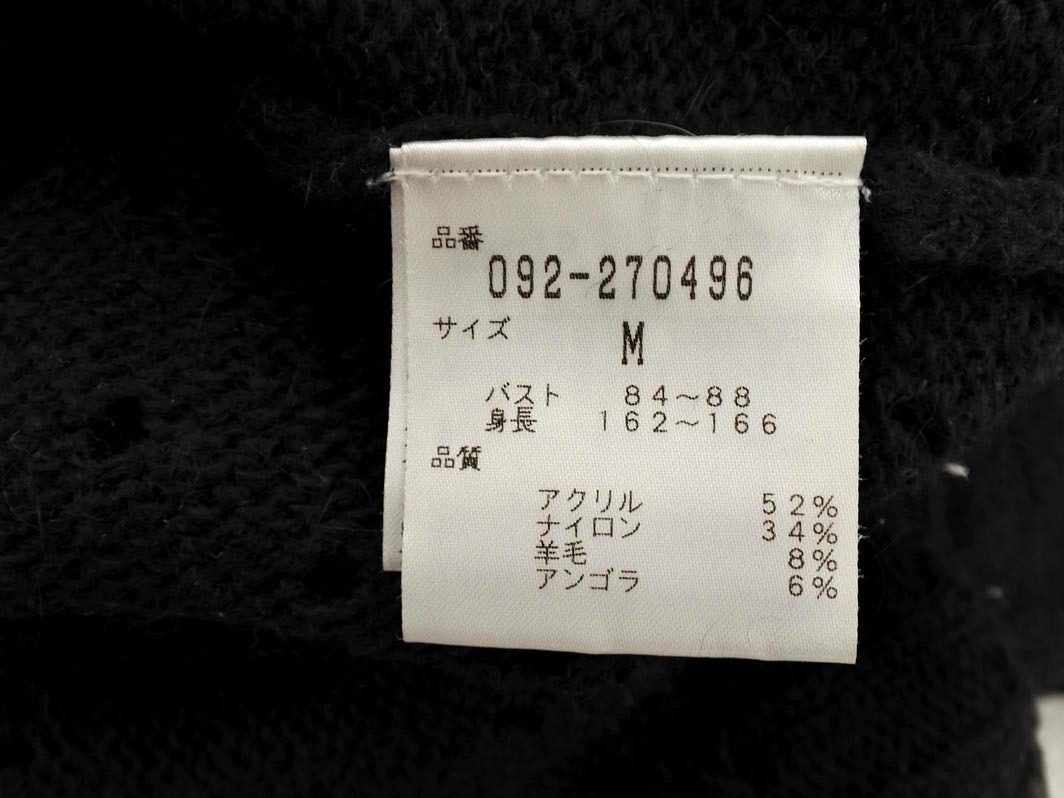 品番
092-270496
サイズ M
バスト 84〜88
身長 162〜166
品質
アクリル 52%
ナイロン 34%
羊毛 8%
アンゴラ 6%